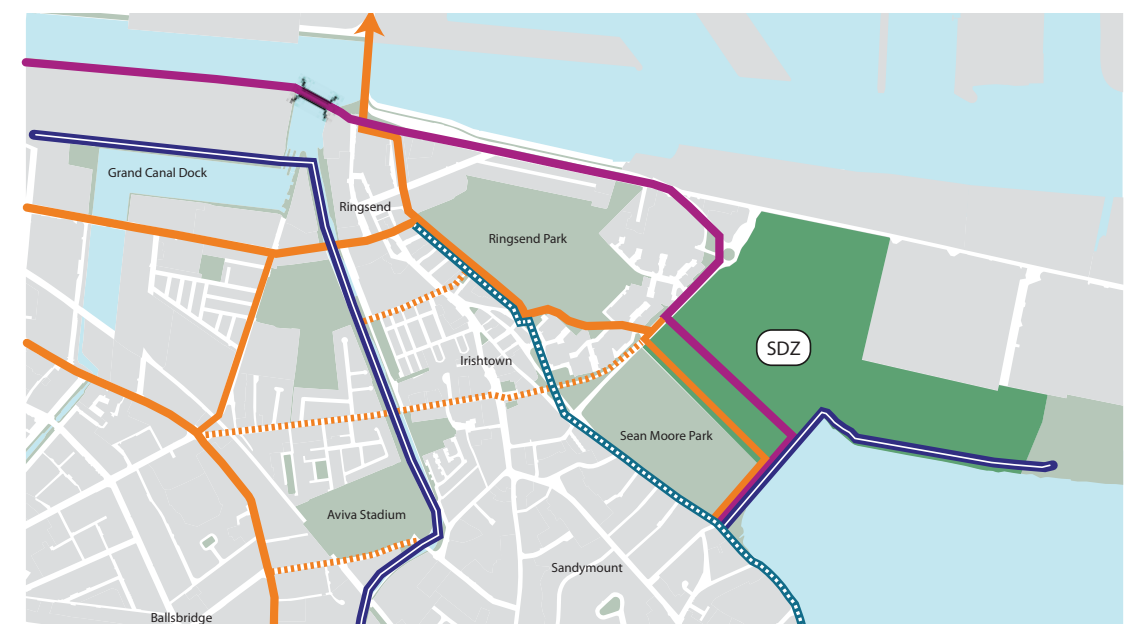 Grand Canal Dock
Ringsend
Ringsend Park
SDZ
Irishtown
Sean Moore Park
Aviva Stadium
Sandymount
Ballsbridge